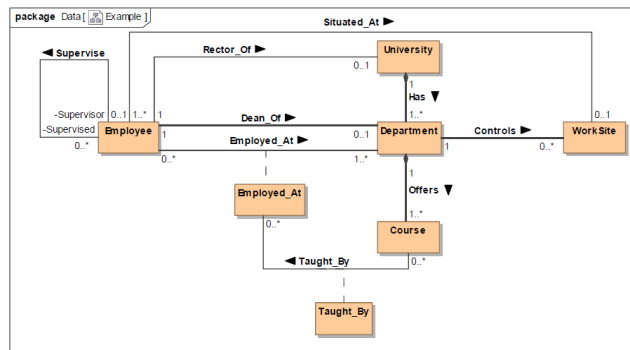 package Data [ Example ]
Situated_At
Supervise
Rector_Of
University
0..1
1
Has
-Supervisor
0..1
1..*
1
1..*
0..1
-Supervised
Employee
Dean_Of
Department
Controls
WorkSite
0..*
1
0..1
1
0..*
Employed_At
0..*
1..*
1
Offers
Employed_At
0..*
1..*
Course
0..*
Taught_By
Taught_By